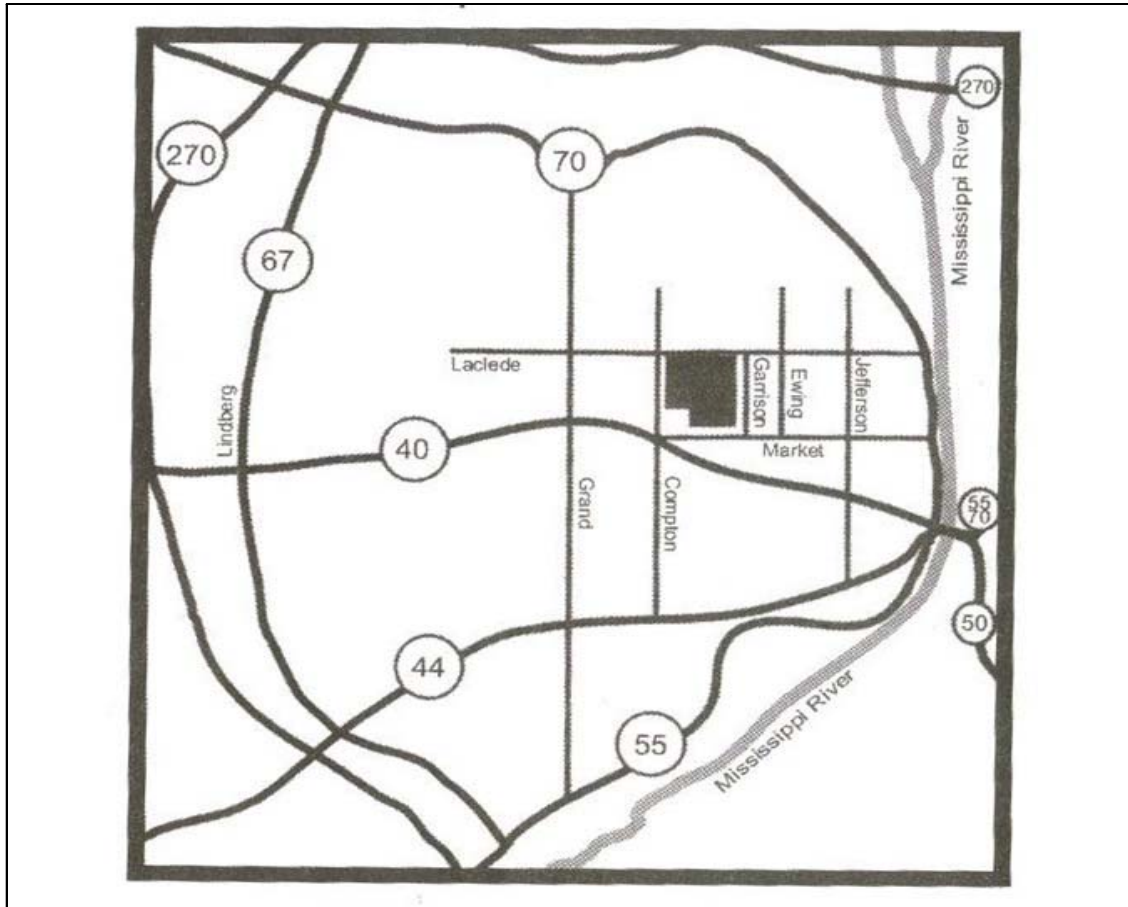 270
Mississippi River
270
70
67
Laclede
Garrison
Ewing
Jefferson
Lindberg
40
Market
Grand
Compton
55
70
50
44
55
Mississippi River